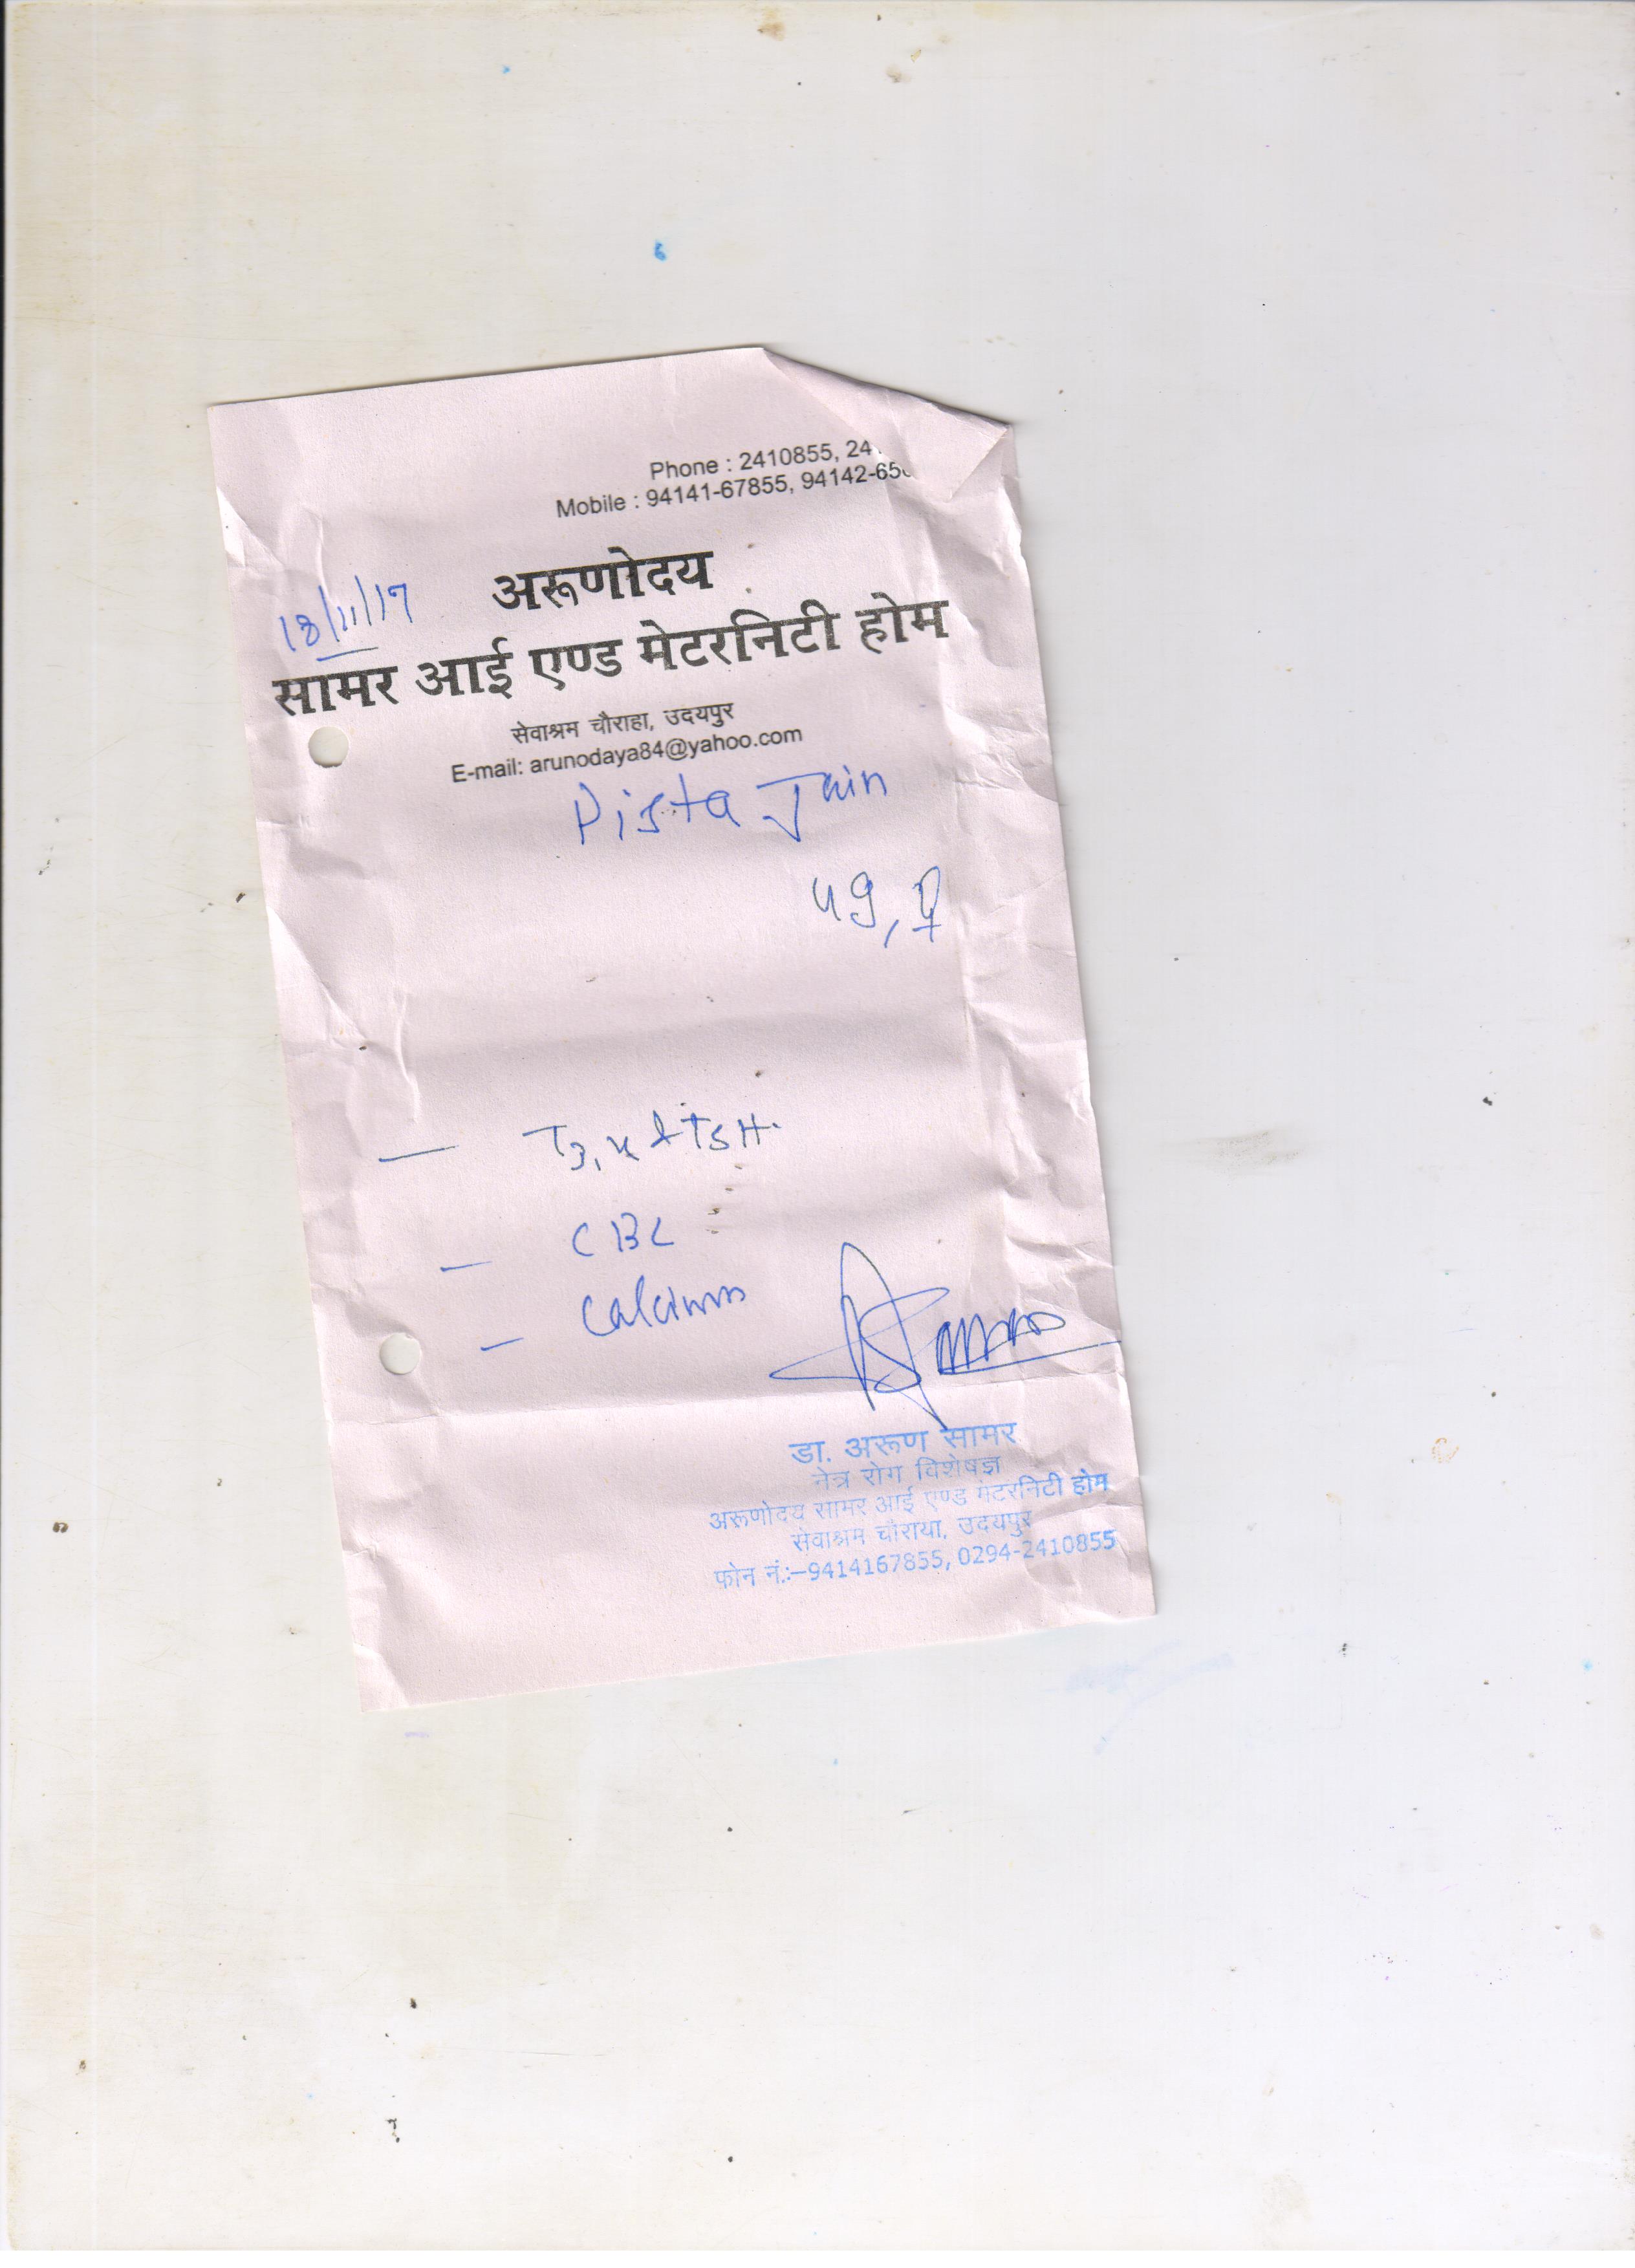 Phone : 2410855, 24
Mobile : 94141-67855, 94142-65
18/11/17
अरूणोदय
सामर आई एण्ड मेटरनिटी होम
सेवाश्रम चौराहा, उदयपुर
E-mail: arunodaya84@yahoo.com
Pista Jain
49, ♀
— T3, 4 & TSH.
— CBC
— Calcium
डा. अरूण सामर
नेत्र रोग विशेषज्ञ
अरूणोदय सामर आई एण्ड मेटरनिटी होम
सेवाश्रम चौराया, उदयपुर
फोन नं.:–9414167855, 0294-2410855